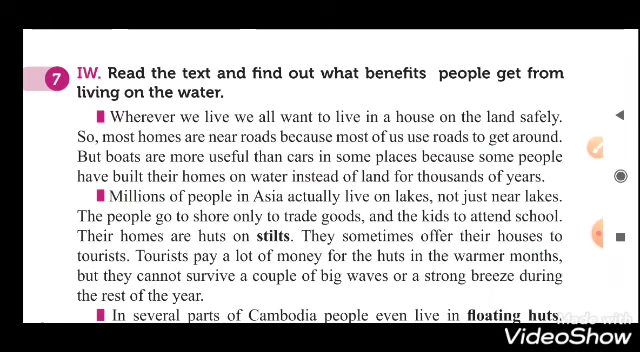 7 IW. Read the text and find out what benefits people get from
living on the water.
Wherever we live we all want to live in a house on the land safely.
So, most homes are near roads because most of us use roads to get around.
But boats are more useful than cars in some places because some people
have built their homes on water instead of land for thousands of years.
Millions of people in Asia actually live on lakes, not just near lakes.
The people go to shore only to trade goods, and the kids to attend school.
Their homes are huts on stilts. They sometimes offer their houses to
tourists. Tourists pay a lot of money for the huts in the warmer months,
but they cannot survive a couple of big waves or a strong breeze during
the rest of the year.
In several parts of Cambodia people even live in floating huts,
Made with
VideoShow